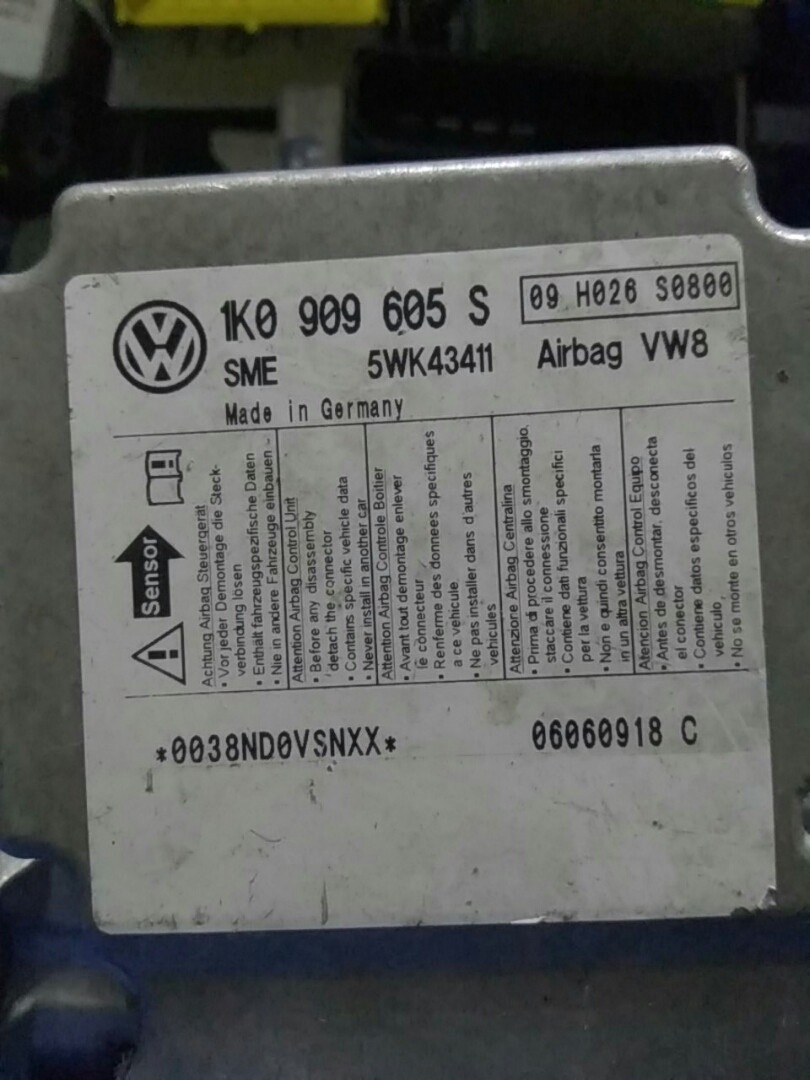 1K0 909 605 S
09 H026 S0800
SME 5WK43411 Airbag VW8
Made in Germany
Sensor
Achtung Airbag Steuergerät
• Vor jeder Demontage die Steck-
verbindung lösen
• Enthält fahrzeugspezifische Daten
• Nie in andere Fahrzeuge einbauen
Attention Airbag Control Unit
• Before any disassembly
detach the connector
• Contains specific vehicle data
• Never install in another car
Attention Airbag Controle Boitier
• Avant tout demontage enlever
le connecteur
• Renferme des donnees specifiques
a ce vehicule
• Ne pas installer dans d'autres
vehicules
Attenzione Airbag Centralina
• Prima di procedere allo smontaggio,
staccare il connessione
• Contiene dati funzionali specifici
per la vettura
• Non e quindi consentito montarla
in un altra vettura
Atencion Airbag Control Equipo
• Antes de desmontar, desconecta
el conector
• Contiene datos especificos del
vehiculo
• No se monte en otros vehiculos
*0038ND0VSNXX*
06060918 C